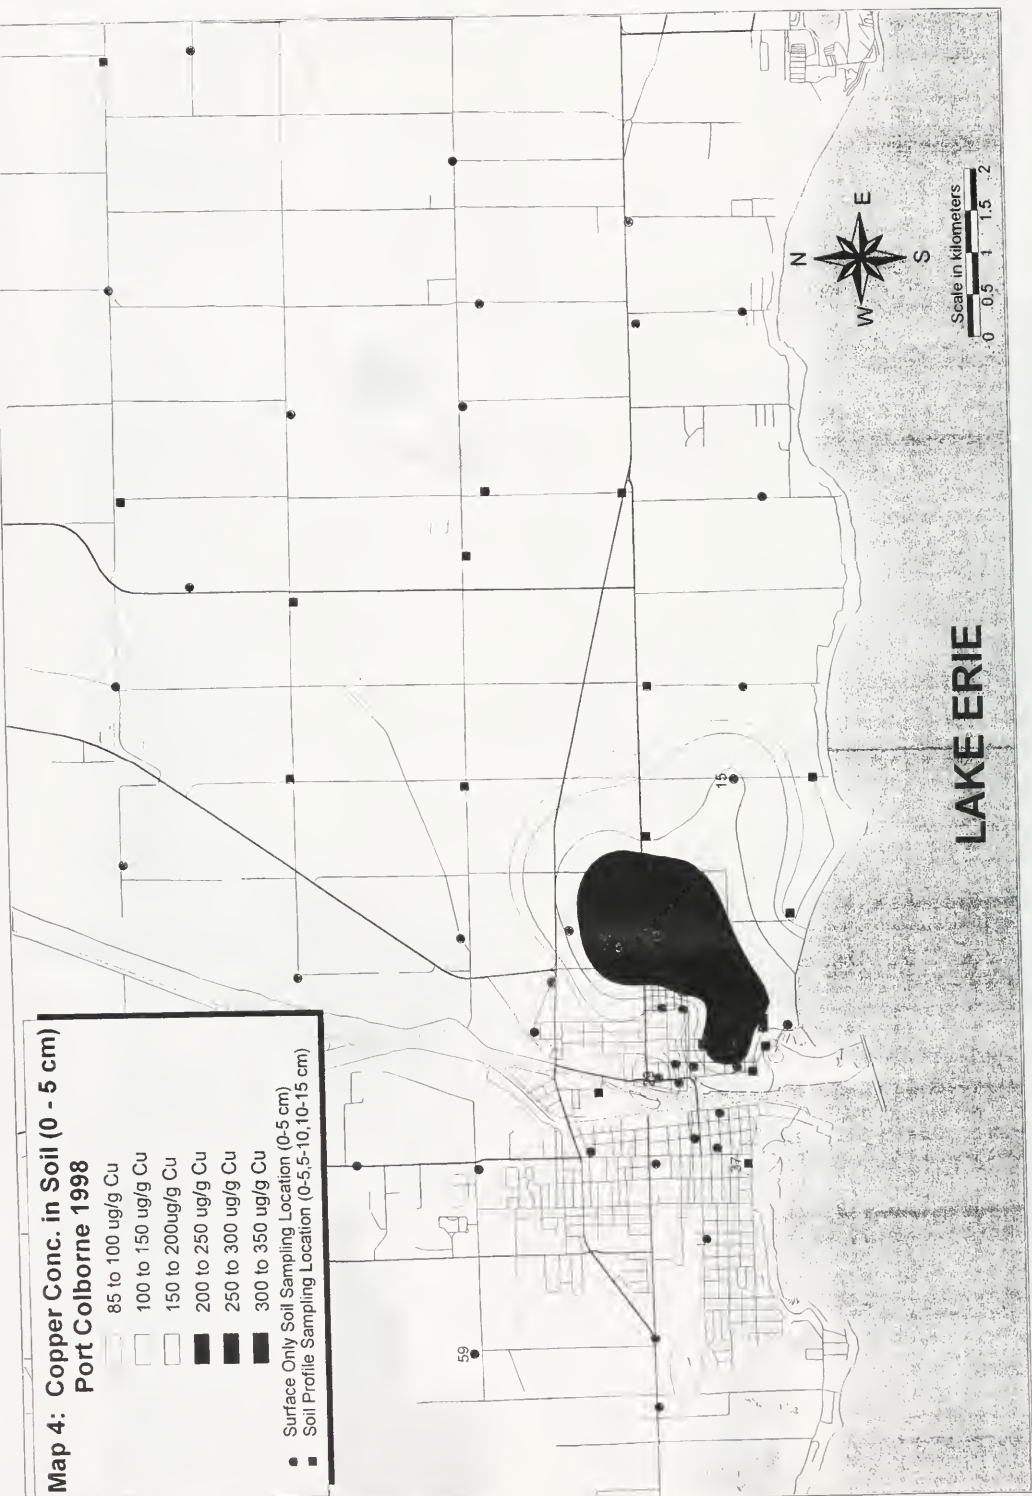 Map 4: Copper Conc. in Soil (0 - 5 cm)
Port Colborne 1998
85 to 100 ug/g Cu
100 to 150 ug/g Cu
150 to 200ug/g Cu
200 to 250 ug/g Cu
250 to 300 ug/g Cu
300 to 350 ug/g Cu
Surface Only Soil Sampling Location (0-5 cm)
Soil Profile Sampling Location (0-5,5-10,10-15 cm)
59
37
15
LAKE ERIE
N
W
E
S
Scale in kilometers
0 0.5 1 1.5 2